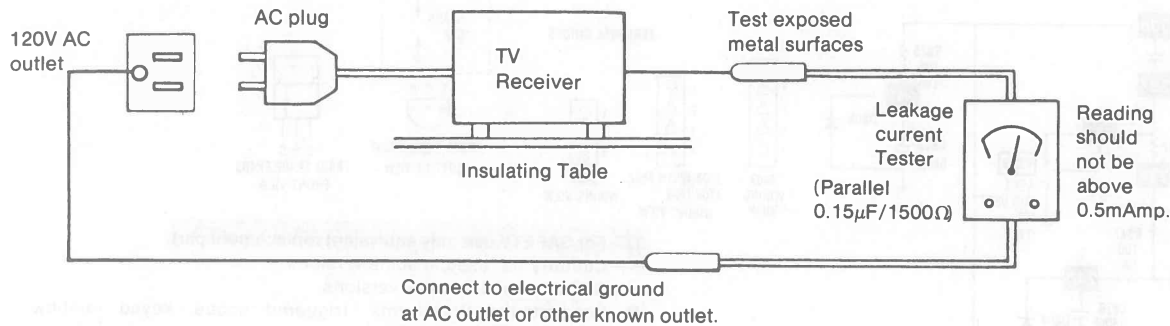 120V AC
outlet
AC plug
TV
Receiver
Insulating Table
Test exposed
metal surfaces
Leakage
current
Tester
(Parallel
0.15μF/1500Ω)
Reading
should
not be
above
0.5mAmp.
Connect to electrical ground
at AC outlet or other known outlet.